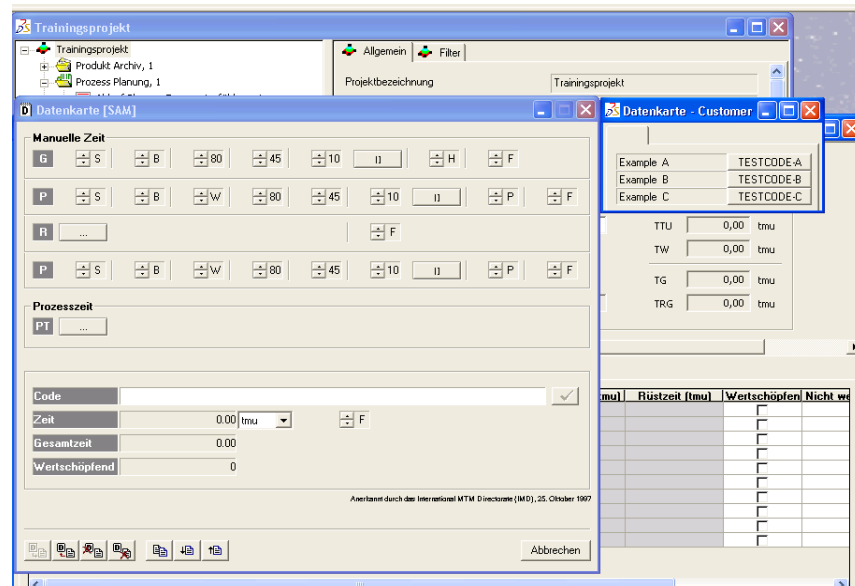 Trainingsprojekt
Trainingsprojekt
Produkt Archiv, 1
Prozess Planung, 1
Allgemein
Filter
Projektbezeichnung
Trainingsprojekt
Datenkarte [SAM]
Manuelle Zeit
G S B 80 45 10 [] H F
P S B W 80 45 10 [] P F
R ... F
P S B W 80 45 10 [] P F
Prozesszeit
PT ...
Code
Zeit 0.00 tmu F
Gesamtzeit 0.00
Wertschöpfend 0
Anerkannt durch das International MTM Directorate (IMD), 25. Oktober 1997
Abbrechen
Datenkarte - Customer
Example A TESTCODE-A
Example B TESTCODE-B
Example C TESTCODE-C
TTU 0,00 tmu
TW 0,00 tmu
TG 0,00 tmu
TRG 0,00 tmu
tmu) Rüstzeit (tmu) Wertschöpfen Nicht we